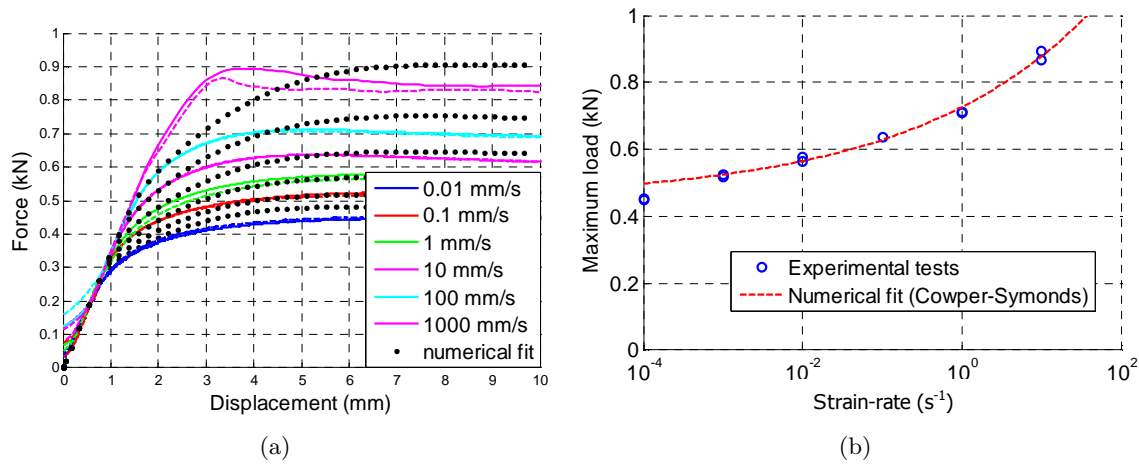 1
0.9
0.8
0.7
0.6
0.5
0.4
0.3
0.2
0.1
0
Force (kN)
0 1 2 3 4 5 6 7 8 9 10
Displacement (mm)
0.01 mm/s
0.1 mm/s
1 mm/s
10 mm/s
100 mm/s
1000 mm/s
numerical fit
(a)
1
0.8
0.6
0.4
0.2
0
Maximum load (kN)
10^-4 10^-2 10^0 10^2
Strain-rate (s^-1)
Experimental tests
Numerical fit (Cowper-Symonds)
(b)